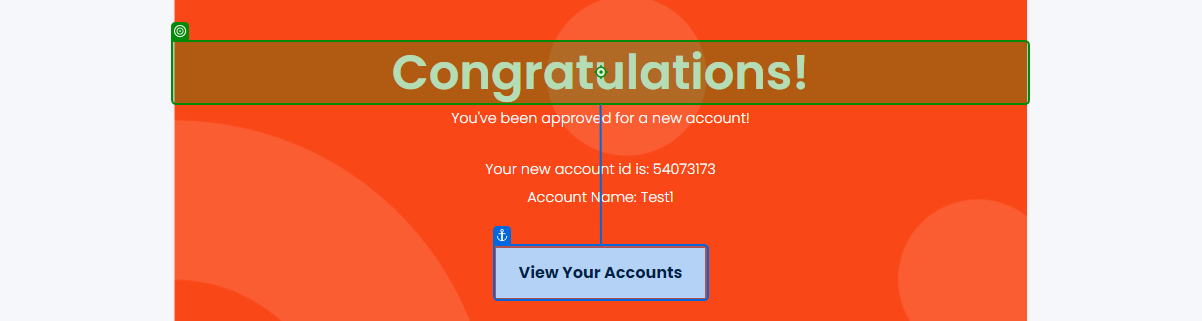 Congratulations!
You've been approved for a new account!
Your new account id is: 54073173
Account Name: Test1
View Your Accounts